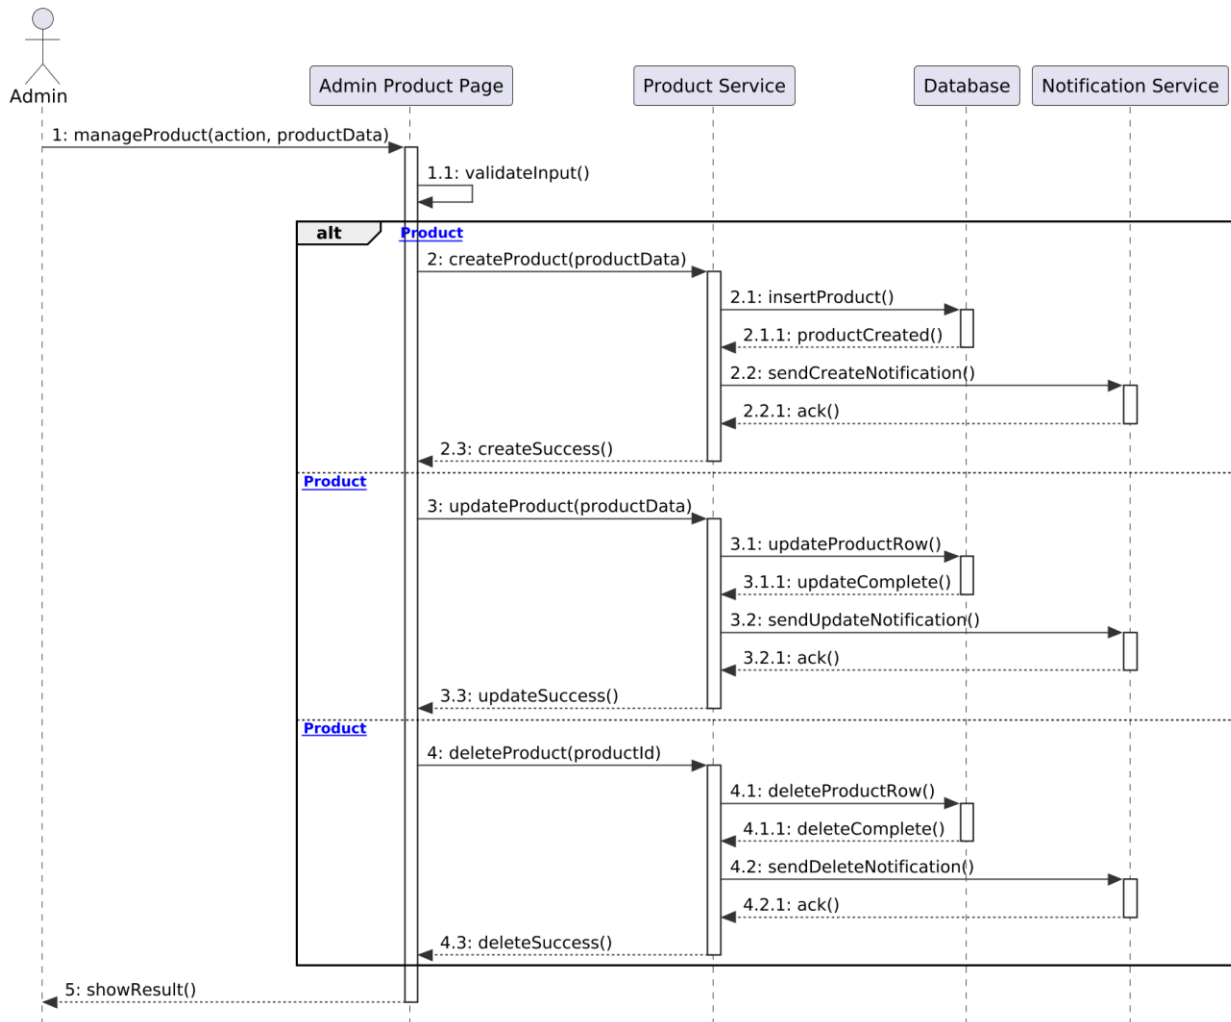 Admin
Admin Product Page
Product Service
Database
Notification Service
1: manageProduct(action, productData)
1.1: validateInput()
alt
Product
2: createProduct(productData)
2.1: insertProduct()
2.1.1: productCreated()
2.2: sendCreateNotification()
2.2.1: ack()
2.3: createSuccess()
Product
3: updateProduct(productData)
3.1: updateProductRow()
3.1.1: updateComplete()
3.2: sendUpdateNotification()
3.2.1: ack()
3.3: updateSuccess()
Product
4: deleteProduct(productId)
4.1: deleteProductRow()
4.1.1: deleteComplete()
4.2: sendDeleteNotification()
4.2.1: ack()
4.3: deleteSuccess()
5: showResult()